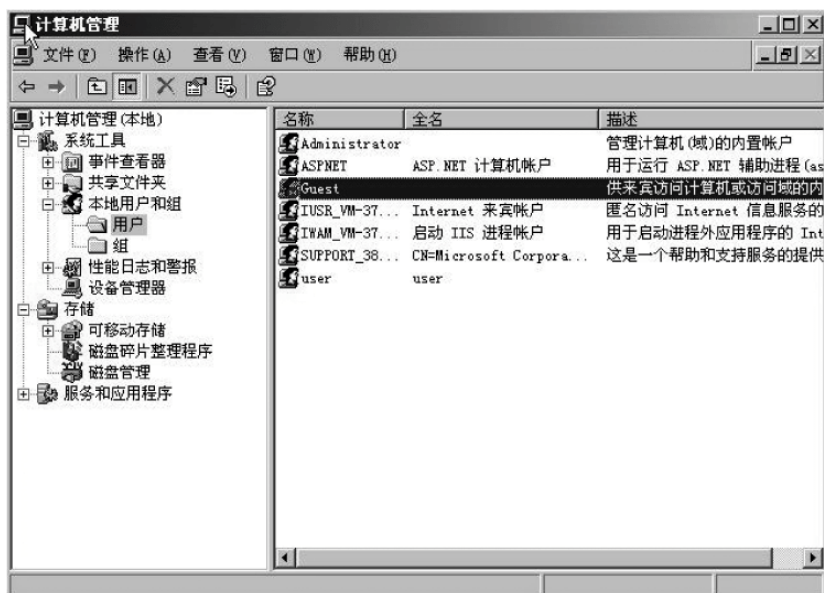 计算机管理
文件(F) 操作(A) 查看(V) 窗口(W) 帮助(H)
计算机管理(本地)
系统工具
事件查看器
共享文件夹
本地用户和组
用户
组
性能日志和警报
设备管理器
存储
可移动存储
磁盘碎片整理程序
磁盘管理
服务和应用程序
名称 全名 描述
Administrator 管理计算机(域)的内置帐户
ASPNET ASP.NET 计算机帐户 用于运行 ASP.NET 辅助进程(as
Guest 供来宾访问计算机或访问域的内
IUSR_VM-37... Internet 来宾帐户 匿名访问 Internet 信息服务的
IWAM_VM-37... 启动 IIS 进程帐户 用于启动进程外应用程序的 Int
SUPPORT_38... CN=Microsoft Corpora... 这是一个帮助和支持服务的提供
user user